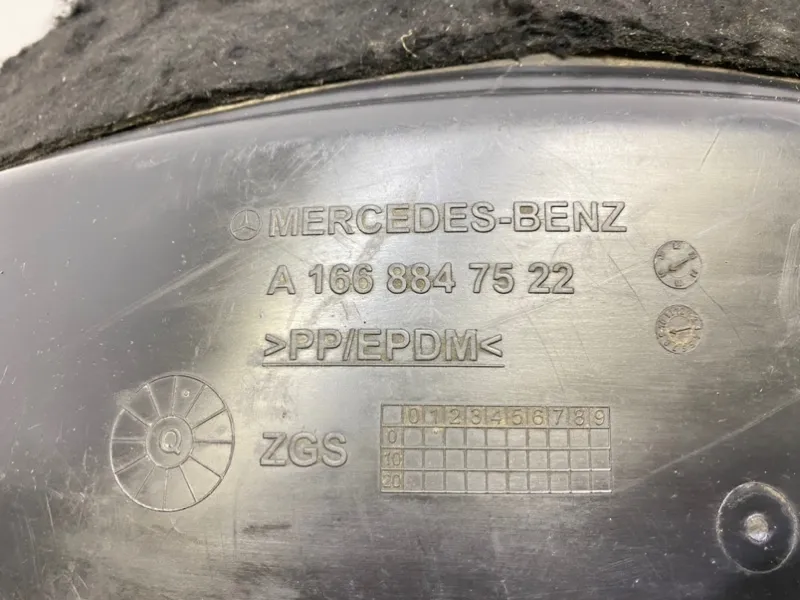 MERCEDES-BENZ
A 166 884 75 22
>PP/EPDM<
Q
ZGS
0 1 2 3 4 5 6 7 8 9
0
10
20